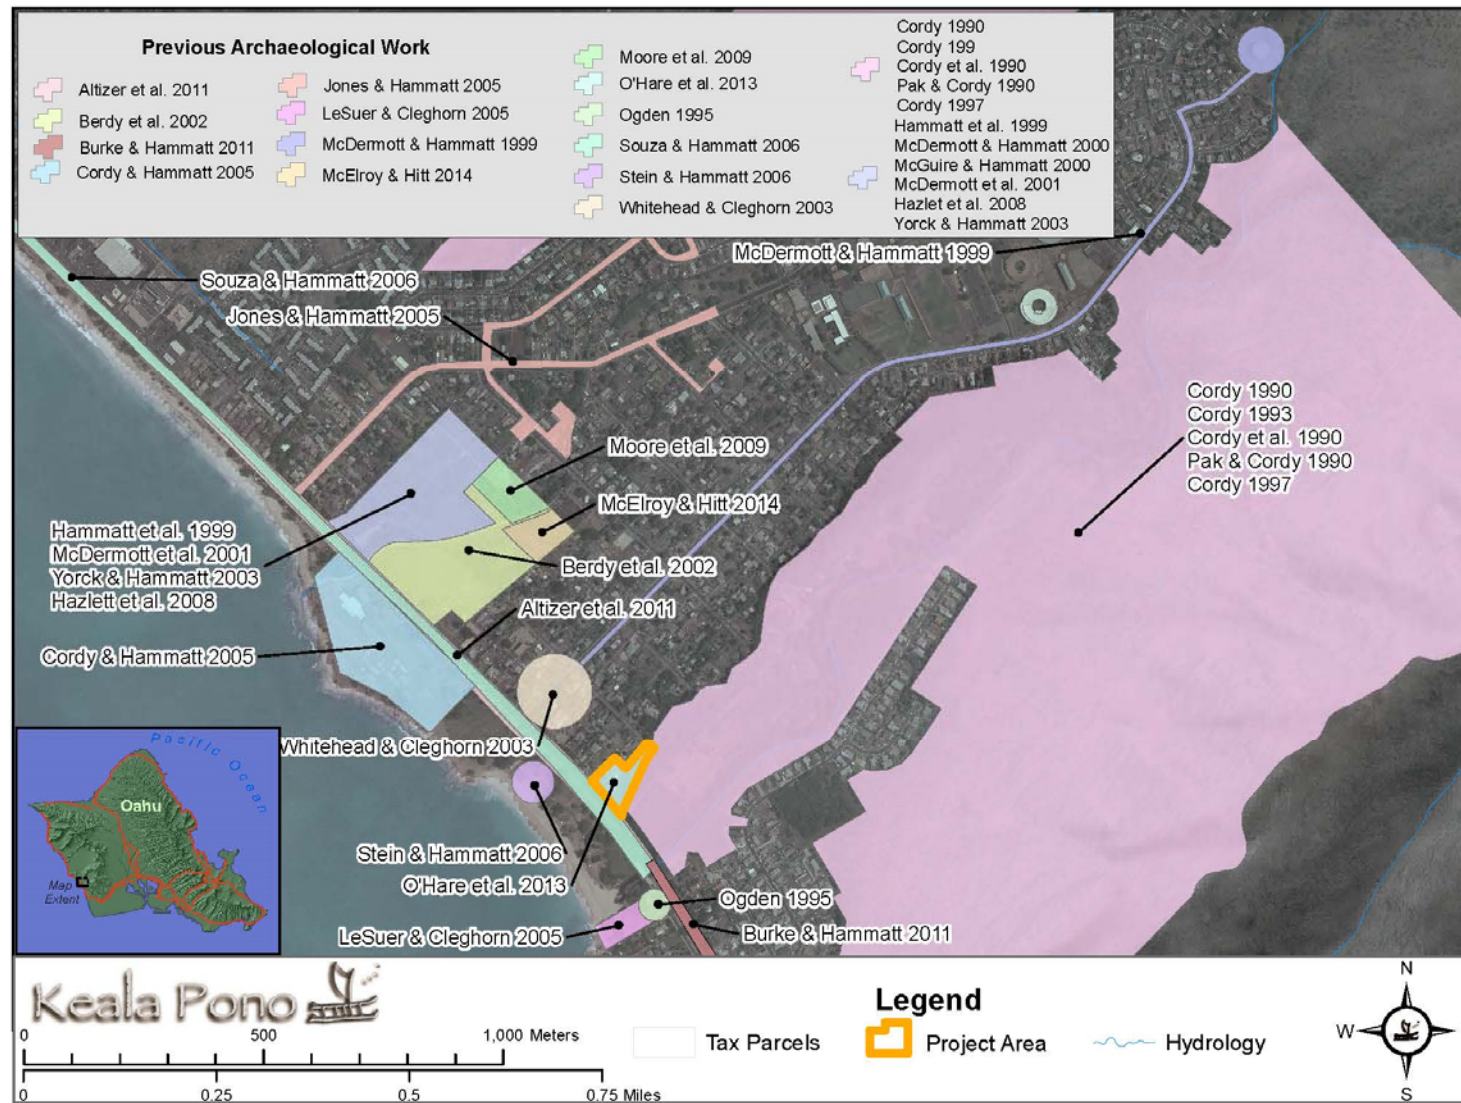 Previous Archaeological Work
Altizer et al. 2011
Berdy et al. 2002
Burke & Hammatt 2011
Cordy & Hammatt 2005
Jones & Hammatt 2005
LeSuer & Cleghorn 2005
McDermott & Hammatt 1999
McElroy & Hitt 2014
Moore et al. 2009
O'Hare et al. 2013
Ogden 1995
Souza & Hammatt 2006
Stein & Hammatt 2006
Whitehead & Cleghorn 2003
Cordy 1990
Cordy 199
Cordy et al. 1990
Pak & Cordy 1990
Cordy 1997
Hammatt et al. 1999
McDermott & Hammatt 2000
McGuire & Hammatt 2000
McDermott et al. 2001
Hazlet et al. 2008
Yorck & Hammatt 2003
McDermott & Hammatt 1999
Souza & Hammatt 2006
Jones & Hammatt 2005
Cordy 1990
Cordy 1993
Cordy et al. 1990
Pak & Cordy 1990
Cordy 1997
Moore et al. 2009
McElroy & Hitt 2014
Hammatt et al. 1999
McDermott et al. 2001
Yorck & Hammatt 2003
Hazlett et al. 2008
Berdy et al. 2002
Altizer et al. 2011
Cordy & Hammatt 2005
Whitehead & Cleghorn 2003
Stein & Hammatt 2006
O'Hare et al. 2013
Ogden 1995
LeSuer & Cleghorn 2005
Burke & Hammatt 2011
Pacific Ocean
Oahu
Map
Extent
Keala Pono
0 500 1,000 Meters
0 0.25 0.5 0.75 Miles
Legend
Tax Parcels
Project Area
Hydrology
N
W
E
S